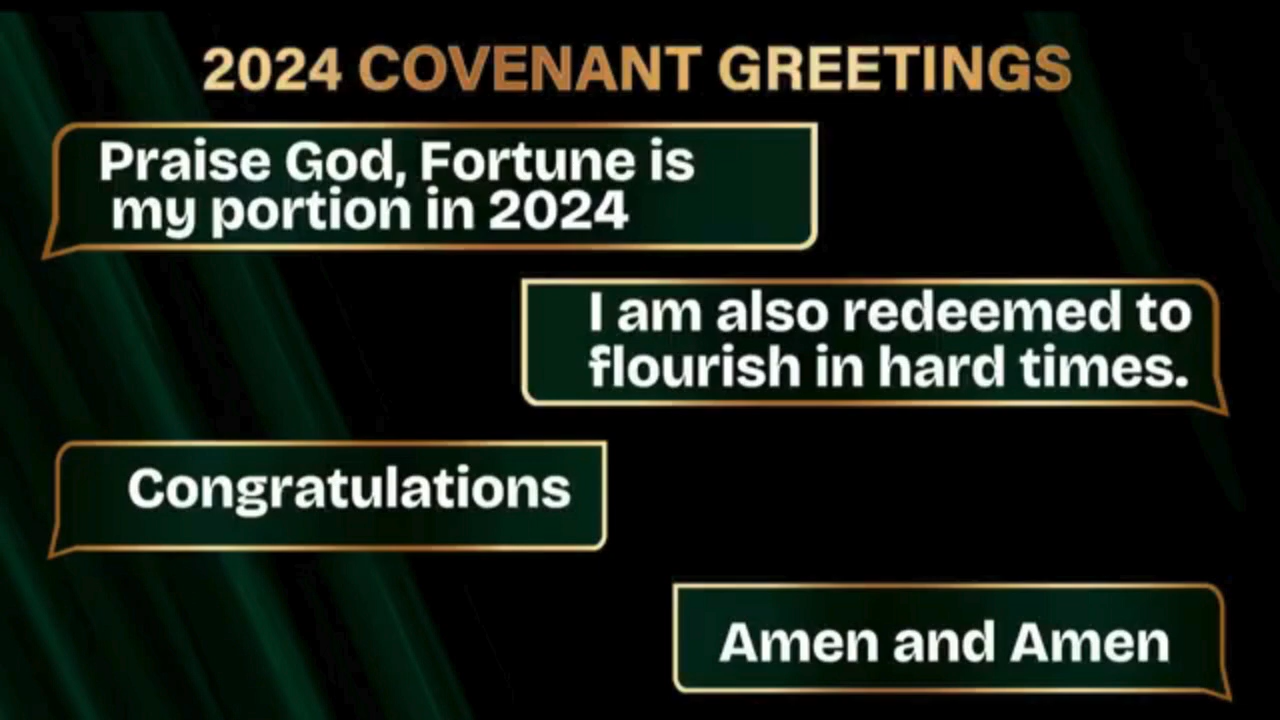 2024 COVENANT GREETINGS
Praise God, Fortune is
my portion in 2024
I am also redeemed to
flourish in hard times.
Congratulations
Amen and Amen